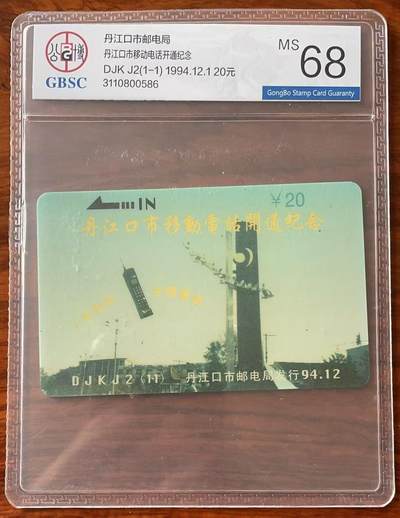 丹江口市邮电局
丹江口市移动电话开通纪念
DJK J2(1-1) 1994.12.1 20元
3110800586
GBSC
MS 68
GongBo Stamp Card Guaranty
IN
¥20
丹江口市移動電話開通紀念
DJKJ2(11) 丹江口市邮电局发行94.12